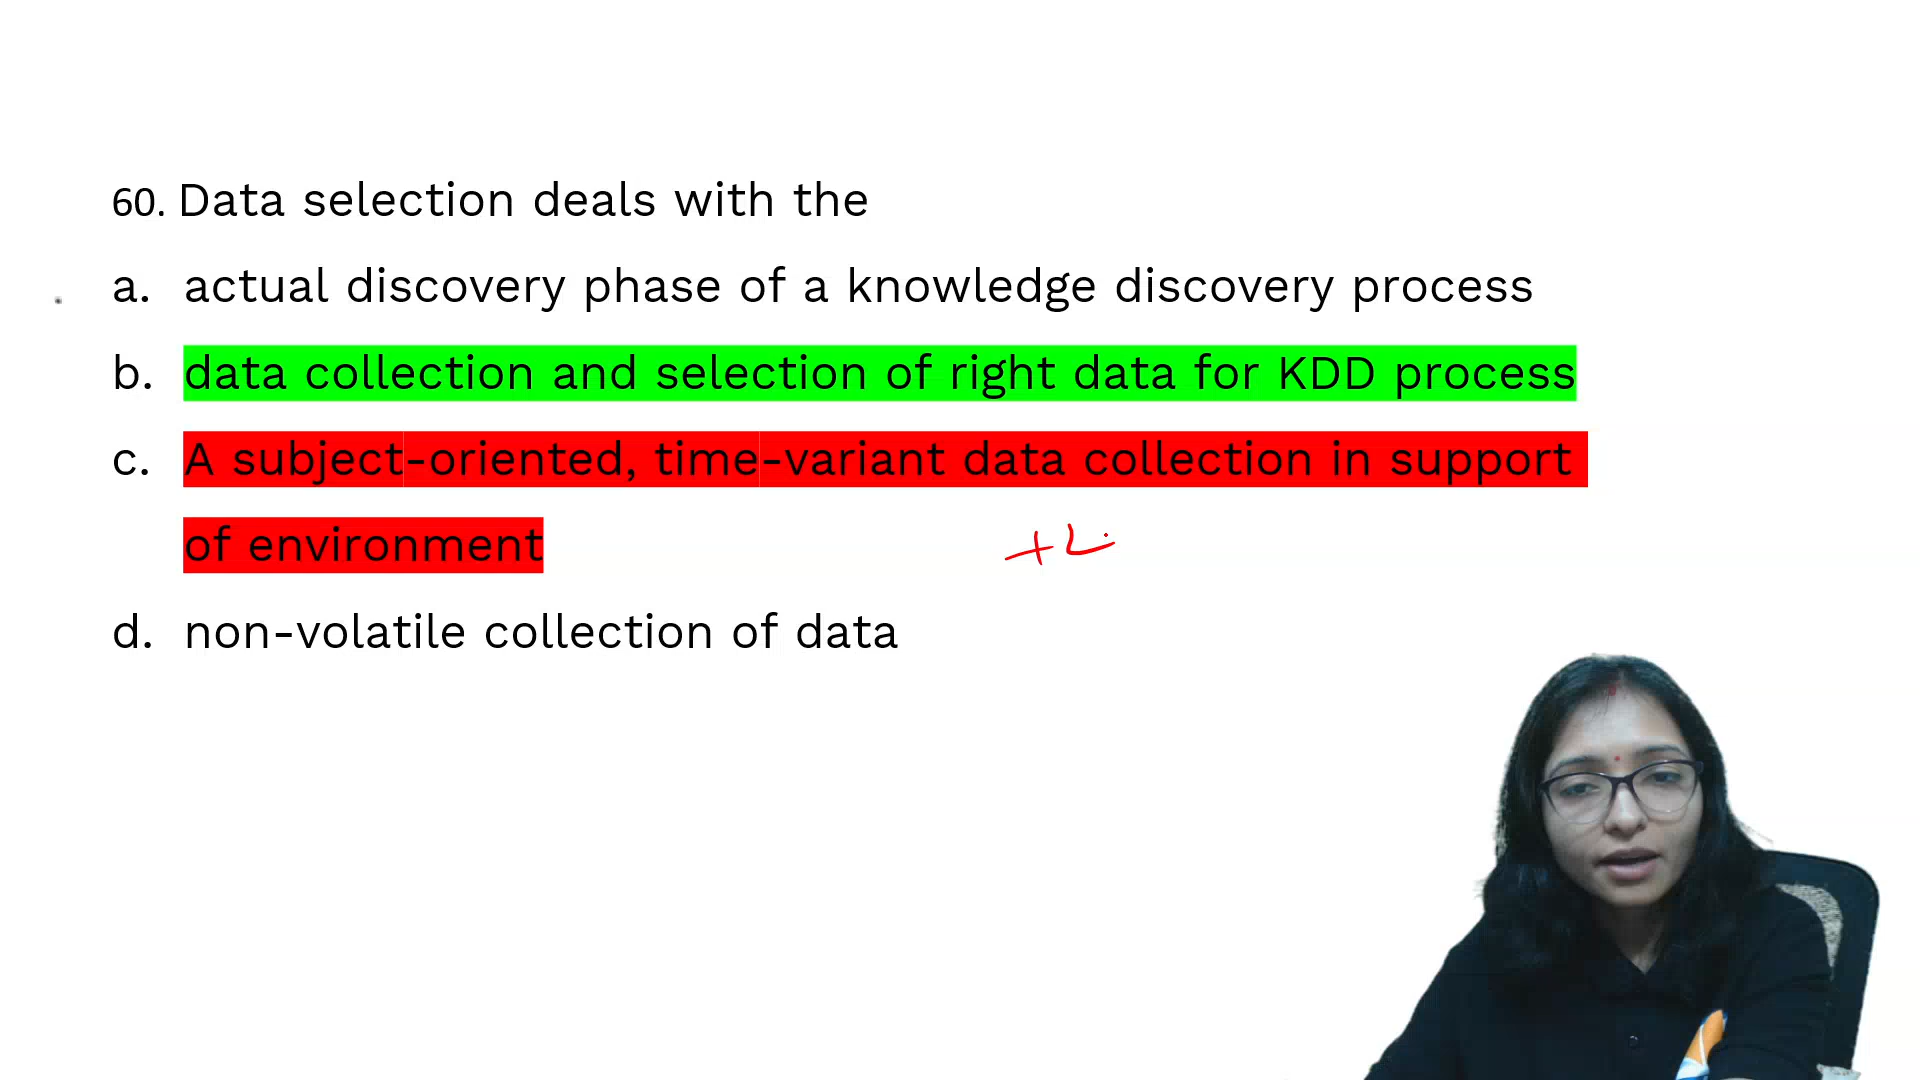 60. Data selection deals with the
a. actual discovery phase of a knowledge discovery process
b. data collection and selection of right data for KDD process
c. A subject-oriented, time-variant data collection in support
of environment
d. non-volatile collection of data